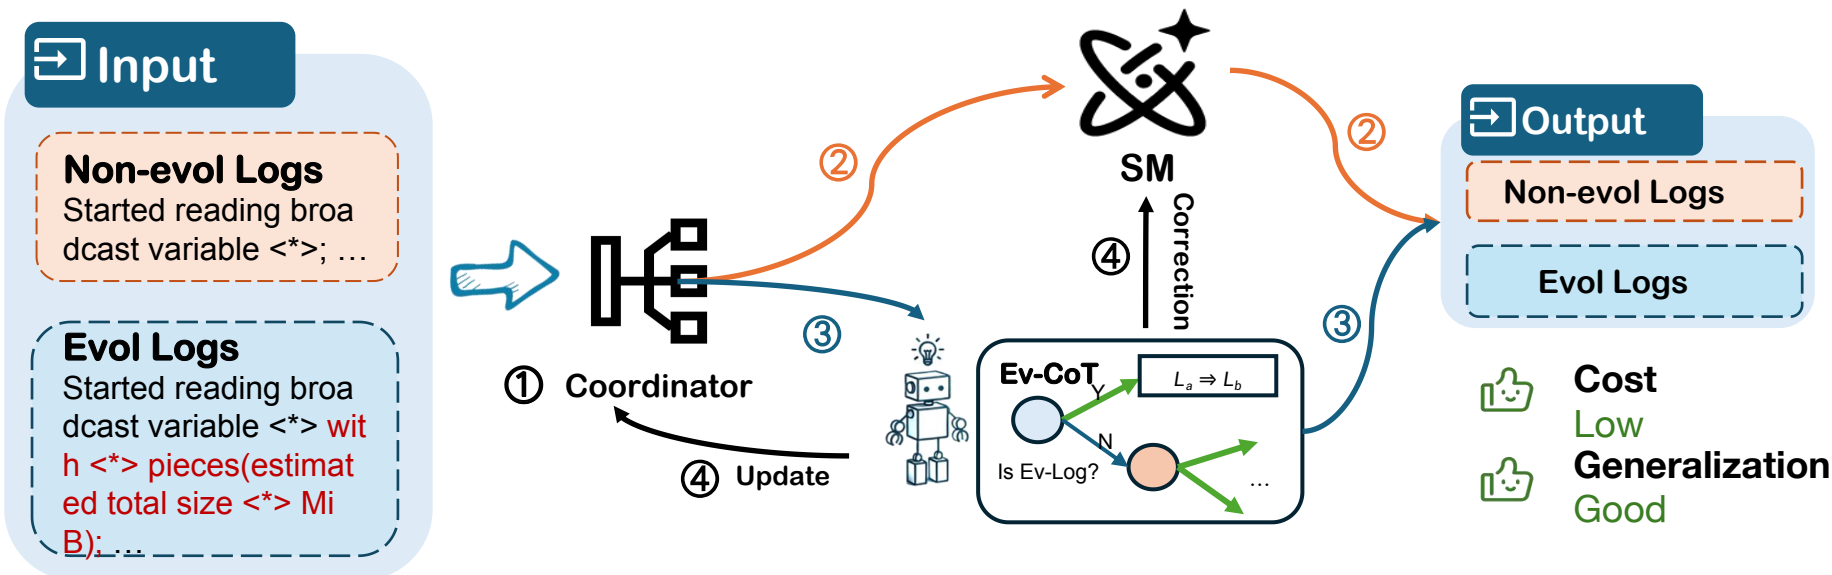 Input
Non-evol Logs
Started reading broa
dcast variable <*>; …
Evol Logs
Started reading broa
dcast variable <*> wit
h <*> pieces(estimat
ed total size <*> Mi
B); …
① Coordinator
②
③
④ Update
SM
④
Correction
Ev-CoT
Y
L_a ⇒ L_b
N
Is Ev-Log?
…
②
③
Output
Non-evol Logs
Evol Logs
Cost
Low
Generalization
Good